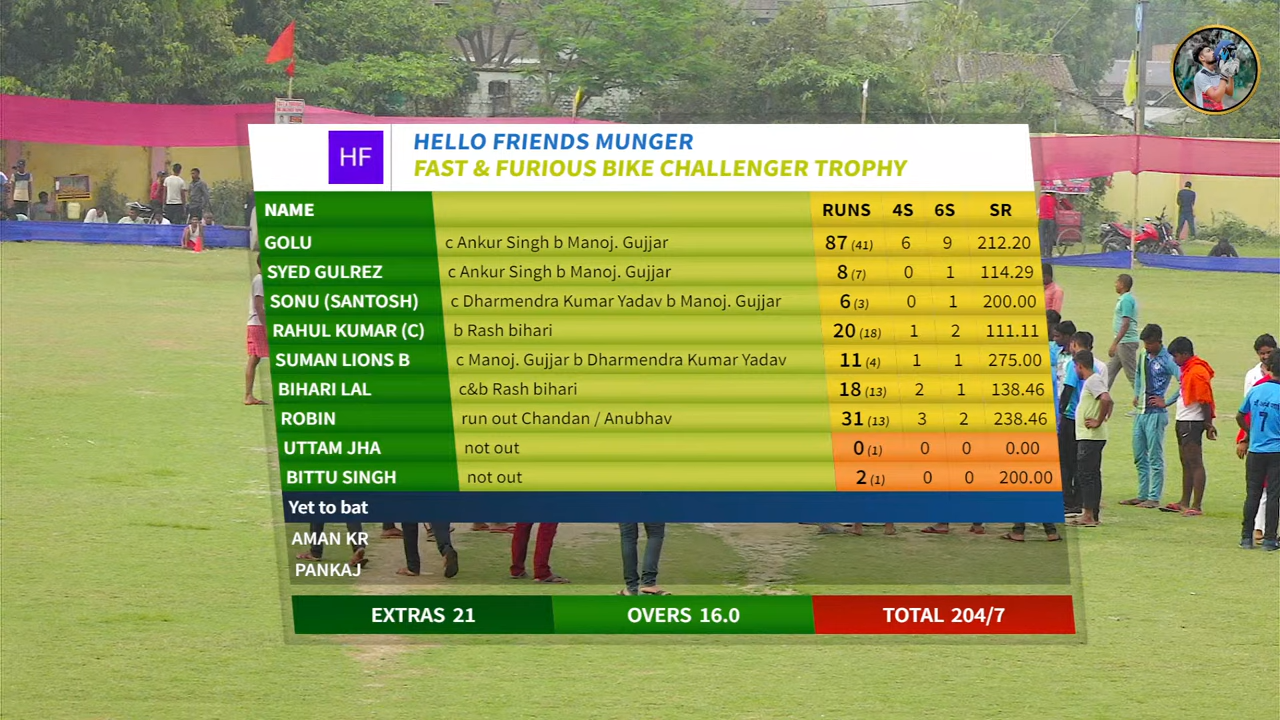 HF
HELLO FRIENDS MUNGER
FAST & FURIOUS BIKE CHALLENGER TROPHY
NAME RUNS 4S 6S SR
GOLU c Ankur Singh b Manoj. Gujjar 87 (41) 6 9 212.20
SYED GULREZ c Ankur Singh b Manoj. Gujjar 8 (7) 0 1 114.29
SONU (SANTOSH) c Dharmendra Kumar Yadav b Manoj. Gujjar 6 (3) 0 1 200.00
RAHUL KUMAR (C) b Rash bihari 20 (18) 1 2 111.11
SUMAN LIONS B c Manoj. Gujjar b Dharmendra Kumar Yadav 11 (4) 1 1 275.00
BIHARI LAL c&b Rash bihari 18 (13) 2 1 138.46
ROBIN run out Chandan / Anubhav 31 (13) 3 2 238.46
UTTAM JHA not out 0 (1) 0 0 0.00
BITTU SINGH not out 2 (1) 0 0 200.00
Yet to bat
AMAN KR
PANKAJ
EXTRAS 21 OVERS 16.0 TOTAL 204/7
7